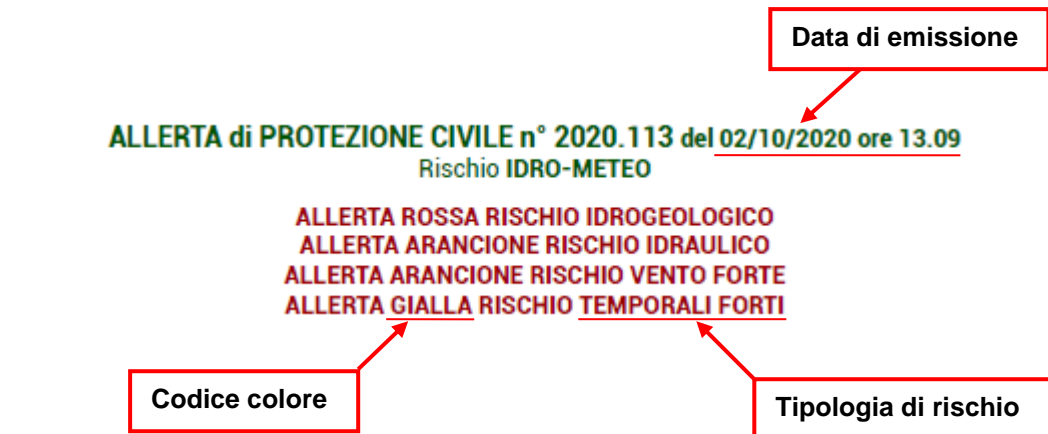 Data di emissione
ALLERTA di PROTEZIONE CIVILE n° 2020.113 del 02/10/2020 ore 13.09
Rischio IDRO-METEO
ALLERTA ROSSA RISCHIO IDROGEOLOGICO
ALLERTA ARANCIONE RISCHIO IDRAULICO
ALLERTA ARANCIONE RISCHIO VENTO FORTE
ALLERTA GIALLA RISCHIO TEMPORALI FORTI
Codice colore
Tipologia di rischio